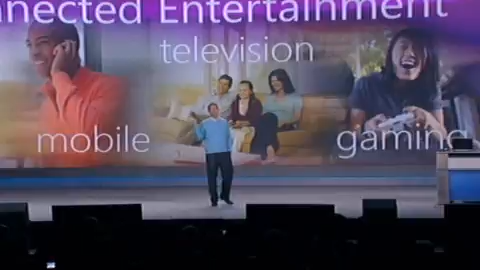 nnected Entertainment
television
mobile
gaming